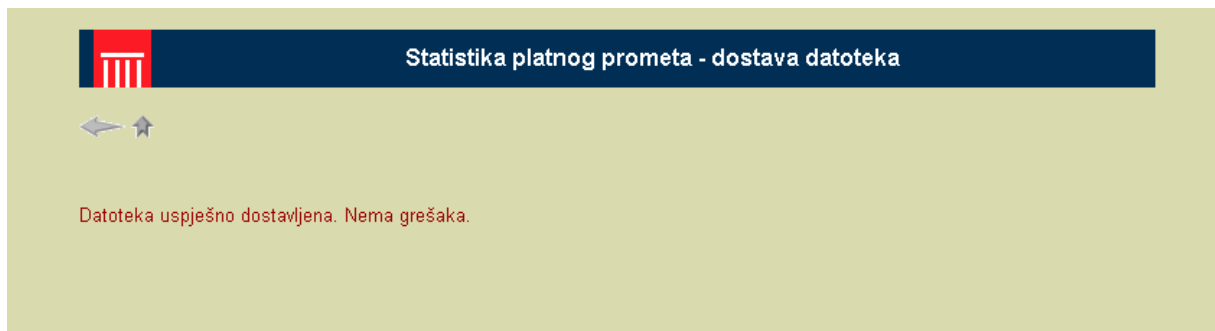 Statistika platnog prometa - dostava datoteka
Datoteka uspješno dostavljena. Nema grešaka.